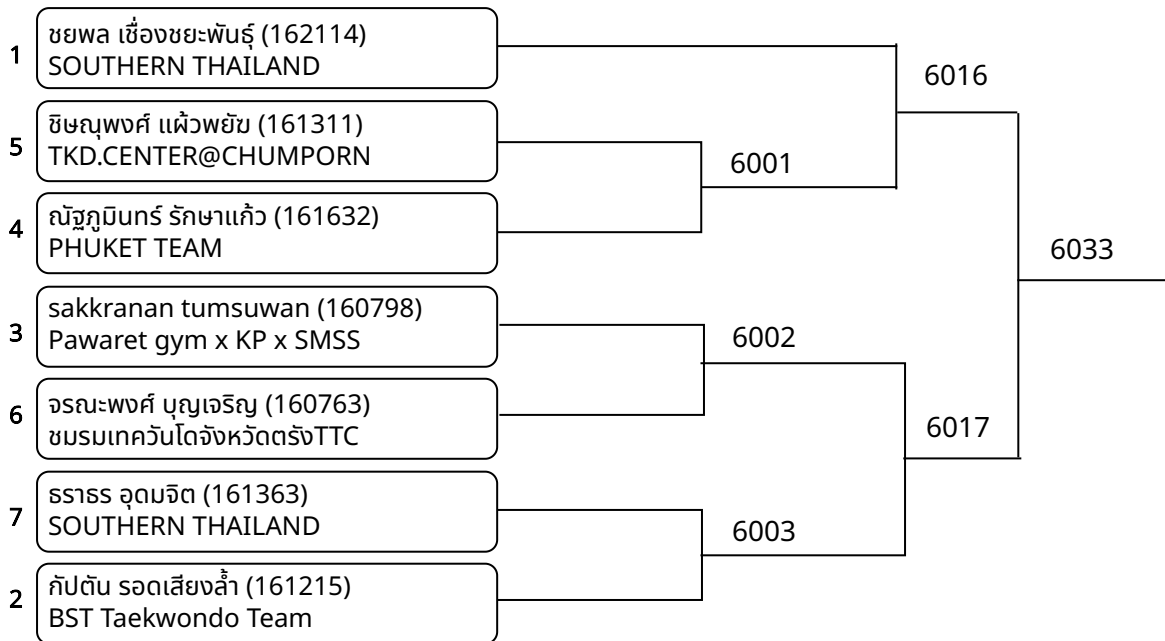 1
ชยพล เชื่องชยะพันธุ์ (162114)
SOUTHERN THAILAND
6016
5
ชิษณุพงศ์ แผ้วพยัฆ (161311)
TKD.CENTER@CHUMPORN
6001
4
ณัฐภูมินทร์ รักษาแก้ว (161632)
PHUKET TEAM
6033
3
sakkranan tumsuwan (160798)
Pawaret gym x KP x SMSS
6002
6
จรณะพงศ์ บุญเจริญ (160763)
ชมรมเทควันโดจังหวัดตรังTTC
6017
7
ธราธร อุดมจิต (161363)
SOUTHERN THAILAND
6003
2
กัปตัน รอดเสียงล้ำ (161215)
BST Taekwondo Team